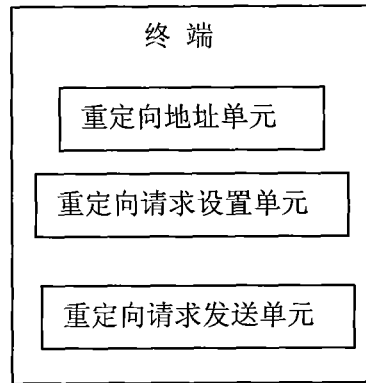 终 端
重定向地址单元
重定向请求设置单元
重定向请求发送单元